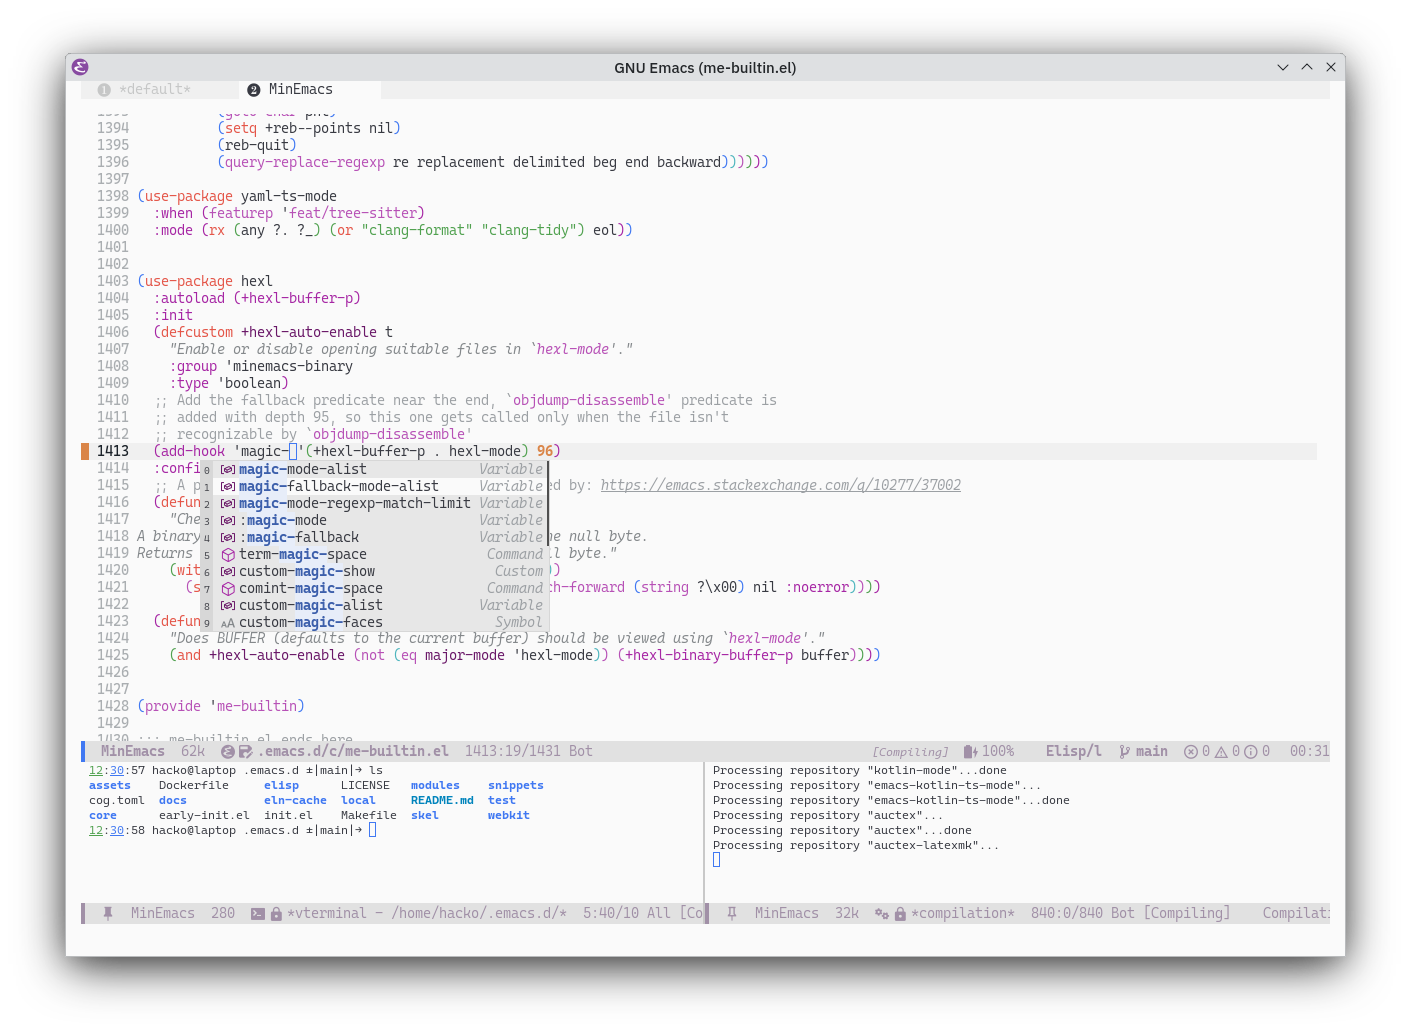 GNU Emacs (me-builtin.el)
1 *default* 2 MinEmacs
1394 (setq +reb--points nil)
1395 (reb-quit)
1396 (query-replace-regexp re replacement delimited beg end backward))))))
1397
1398 (use-package yaml-ts-mode
1399 :when (featurep 'feat/tree-sitter)
1400 :mode (rx (any ?. ?_) (or "clang-format" "clang-tidy") eol))
1401
1402
1403 (use-package hexl
1404 :autoload (+hexl-buffer-p)
1405 :init
1406 (defcustom +hexl-auto-enable t
1407 "Enable or disable opening suitable files in `hexl-mode'."
1408 :group 'minemacs-binary
1409 :type 'boolean)
1410 ;; Add the fallback predicate near the end, `objdump-disassemble' predicate is
1411 ;; added with depth 95, so this one gets called only when the file isn't
1412 ;; recognizable by `objdump-disassemble'
1413 (add-hook 'magic- '(+hexl-buffer-p . hexl-mode) 96)
1414 :confi 0 magic-mode-alist Variable
1415 ;; A p 1 magic-fallback-mode-alist Variable ed by: https://emacs.stackexchange.com/q/10277/37002
1416 (defun 2 magic-mode-regexp-match-limit Variable
1417 "Che 3 :magic-mode Variable
1418 A binary 4 :magic-fallback Variable he null byte.
1419 Returns 5 term-magic-space Command ll byte."
1420 (wit 6 custom-magic-show Custom ))
1421 (s 7 comint-magic-space Command ch-forward (string ?\x00) nil :noerror))))
1422 8 custom-magic-alist Variable
1423 (defun 9 custom-magic-faces Symbol
1424 "Does BUFFER (defaults to the current buffer) should be viewed using `hexl-mode'."
1425 (and +hexl-auto-enable (not (eq major-mode 'hexl-mode)) (+hexl-binary-buffer-p buffer))))
1426
1427
1428 (provide 'me-builtin)
1429
1430 ;;; me-builtin.el ends here
MinEmacs 62k .emacs.d/c/me-builtin.el 1413:19/1431 Bot [Compiling] 100% Elisp/l main 0 0 0 00:31
12:30:57 hacko@laptop .emacs.d ±|main|→ ls
assets Dockerfile elisp LICENSE modules snippets
cog.toml docs eln-cache local README.md test
core early-init.el init.el Makefile skel webkit
12:30:58 hacko@laptop .emacs.d ±|main|→
Processing repository "kotlin-mode"...done
Processing repository "emacs-kotlin-ts-mode"...
Processing repository "emacs-kotlin-ts-mode"...done
Processing repository "auctex"...
Processing repository "auctex"...done
Processing repository "auctex-latexmk"...
MinEmacs 280 *vterminal - /home/hacko/.emacs.d/* 5:40/10 All [Co
MinEmacs 32k *compilation* 840:0/840 Bot [Compiling] Compilati